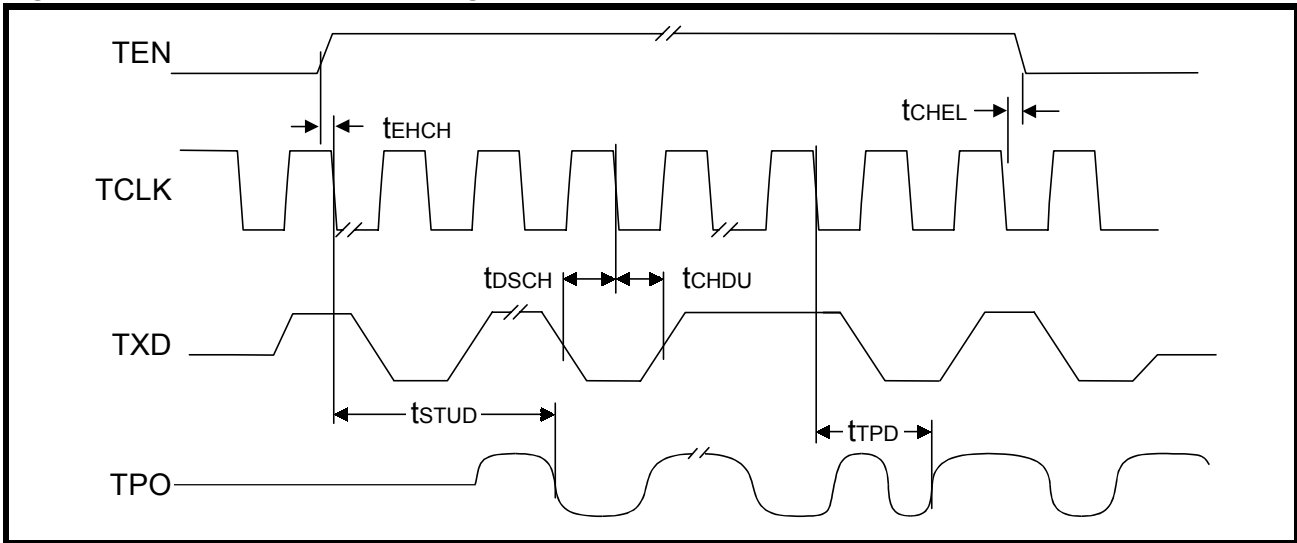 TEN
tCHEL
tEHCH
TCLK
tDSCH
tCHDU
TXD
tSTUD
tTPD
TPO